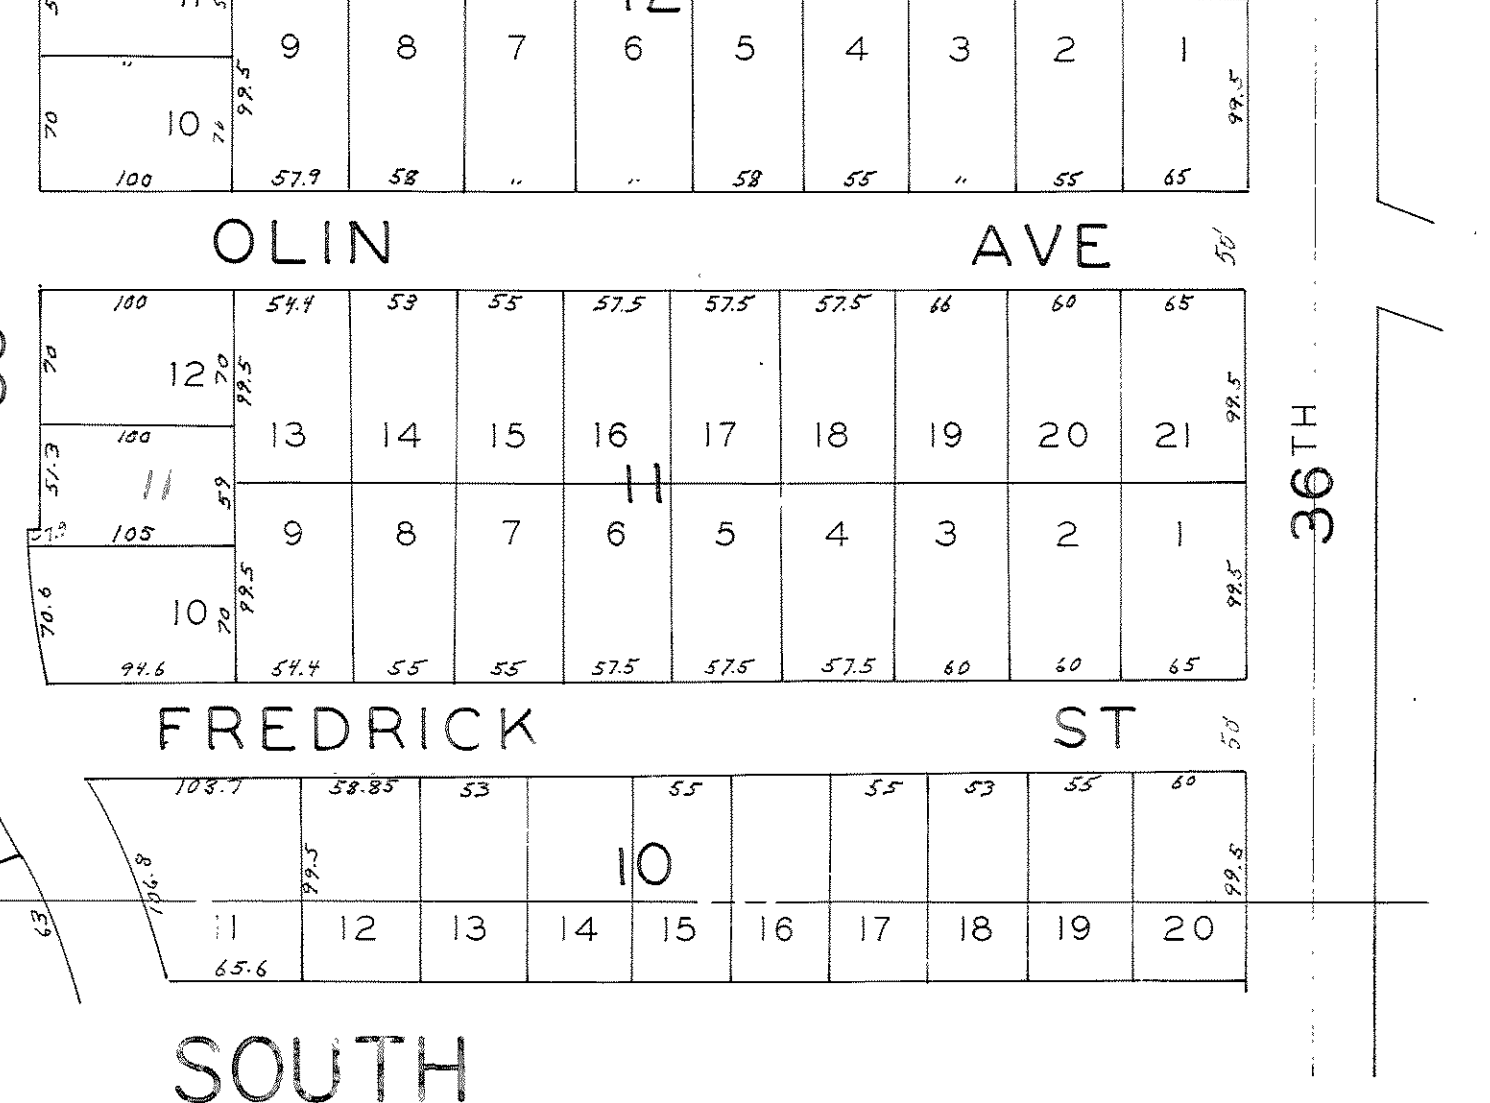 12
9 8 7 6 5 4 3 2 1
99.5 99.5
70 10 70
100 57.9 58 " " 58 55 " 55 65
OLIN AVE 50'
100 54.4 53 55 57.5 57.5 57.5 66 60 65
70 12 70 99.5 99.5
13 14 15 16 17 18 19 20 21
36TH
100
51.3 11 59
11
105
9 8 7 6 5 4 3 2 1
70.6 10 70 99.5 99.5
94.6 54.4 55 55 57.5 57.5 57.5 60 60 65
FREDRICK ST 50'
103.7 58.85 53 55 55 53 55 60
106.8 99.5 10 99.5
63 11 12 13 14 15 16 17 18 19 20
65.6
SOUTH